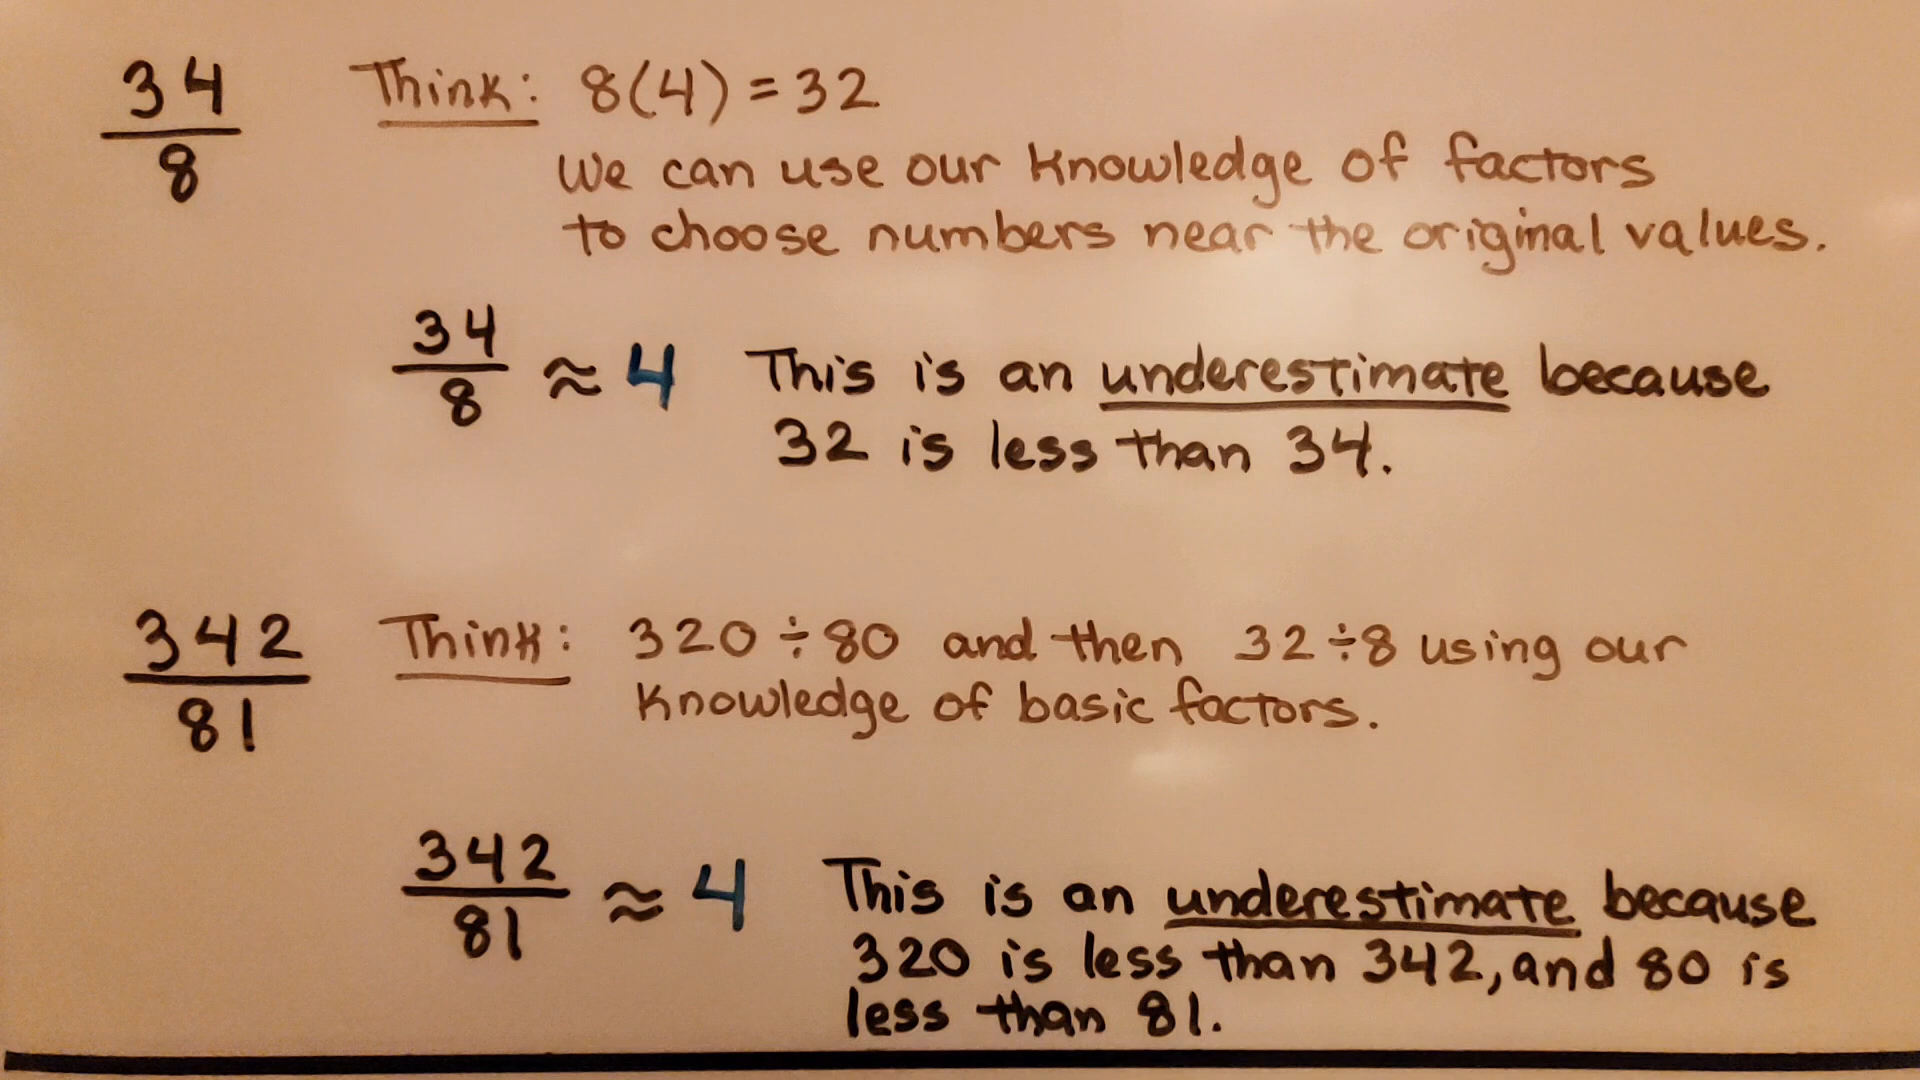 34
8
Think: 8(4) = 32
We can use our knowledge of factors
to choose numbers near the original values.
34
8
≈ 4
This is an underestimate because
32 is less than 34.
342
81
Think: 320 ÷ 80 and then 32 ÷ 8 using our
knowledge of basic factors.
342
81
≈ 4
This is an underestimate because
320 is less than 342, and 80 is
less than 81.